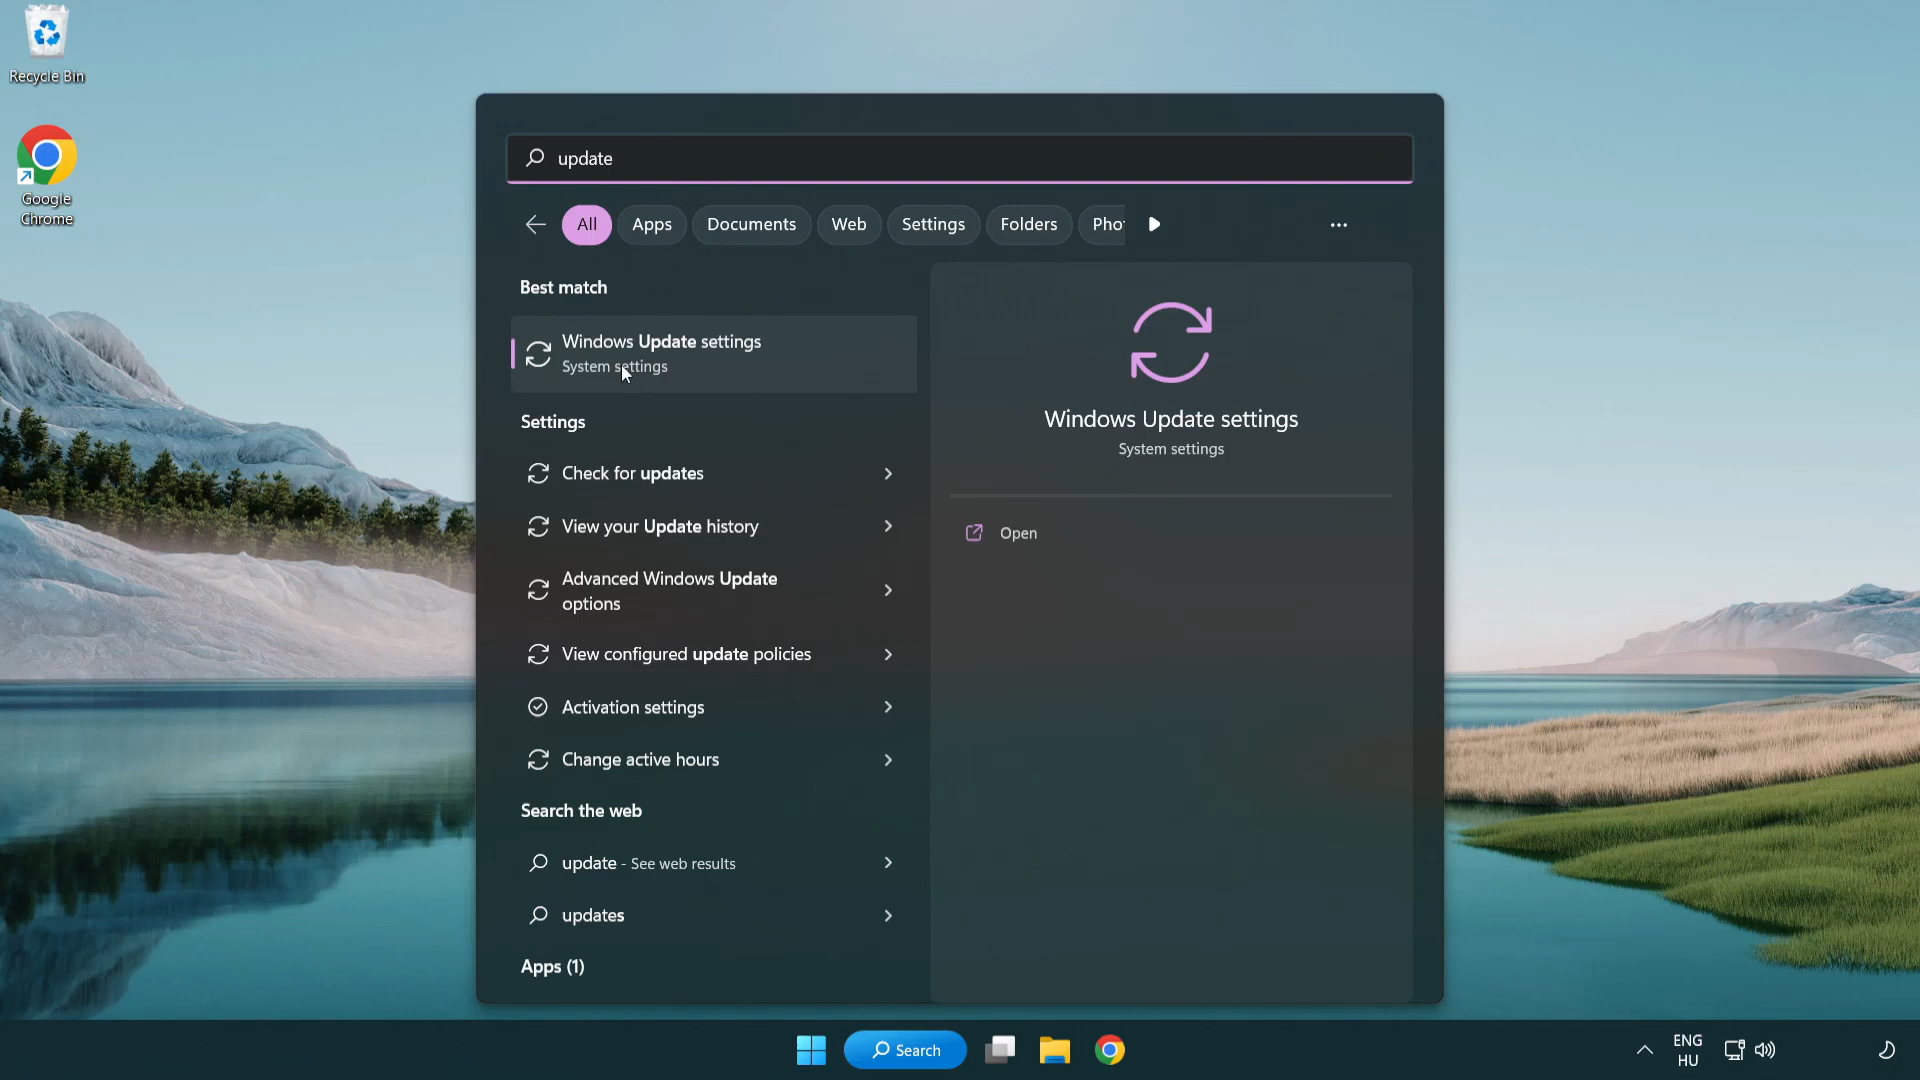 Recycle Bin
Google
Chrome
update
All
Apps
Documents
Web
Settings
Folders
Best match
Windows Update settings
System settings
Settings
Check for updates
View your Update history
Advanced Windows Update
options
View configured update policies
Activation settings
Change active hours
Search the web
update - See web results
updates
Apps (1)
Windows Update settings
System settings
Open
Search
ENG
HU